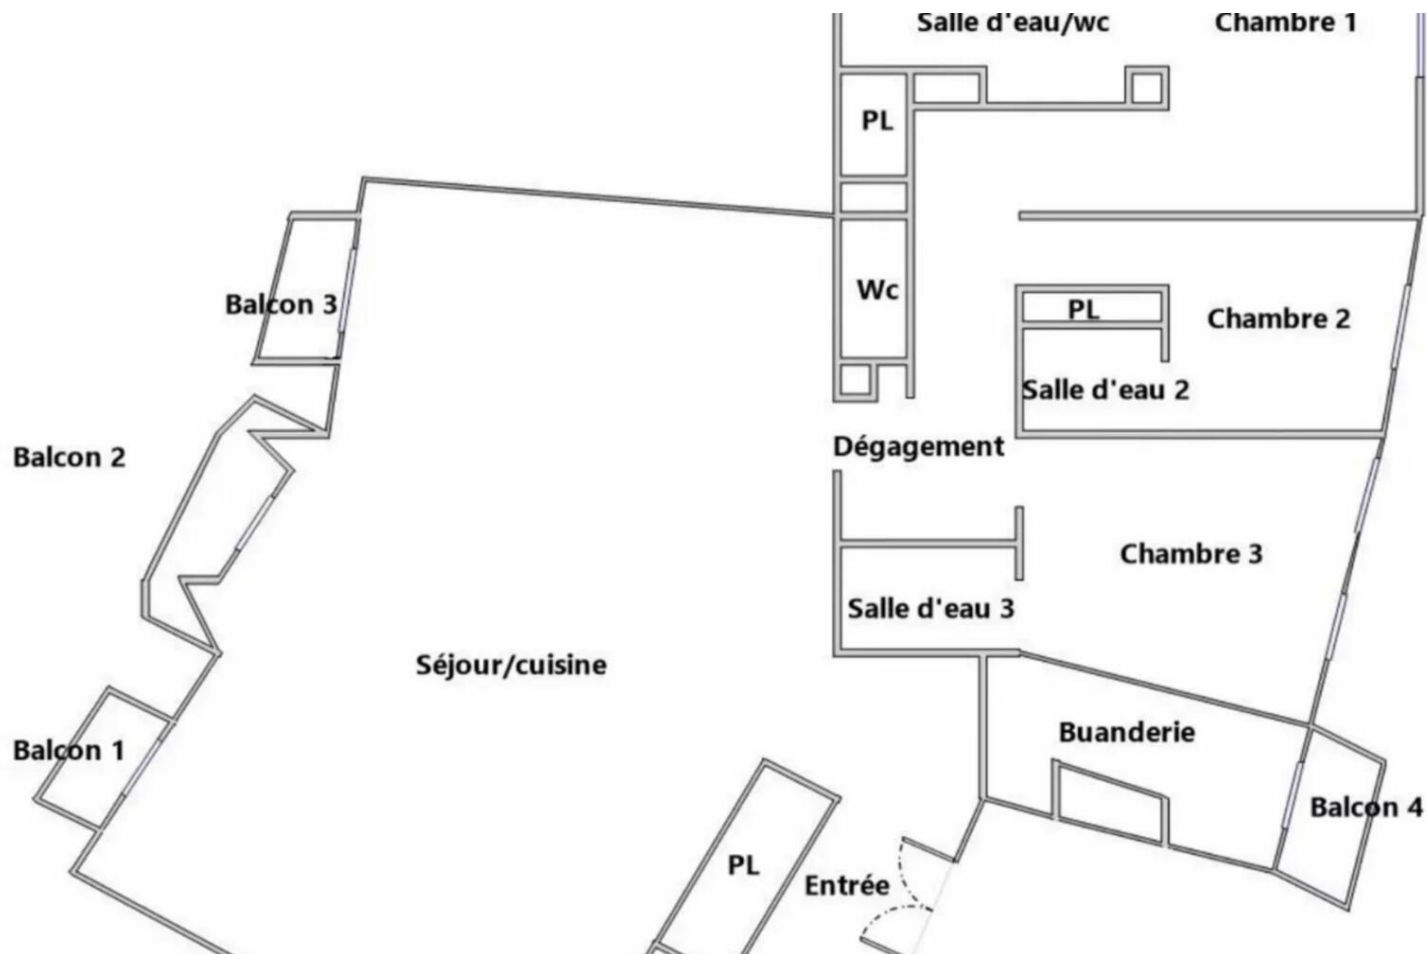 Salle d'eau/wc
Chambre 1
PL
Wc
PL
Chambre 2
Balcon 3
Salle d'eau 2
Balcon 2
Dégagement
Chambre 3
Salle d'eau 3
Séjour/cuisine
Buanderie
Balcon 1
Balcon 4
PL
Entrée